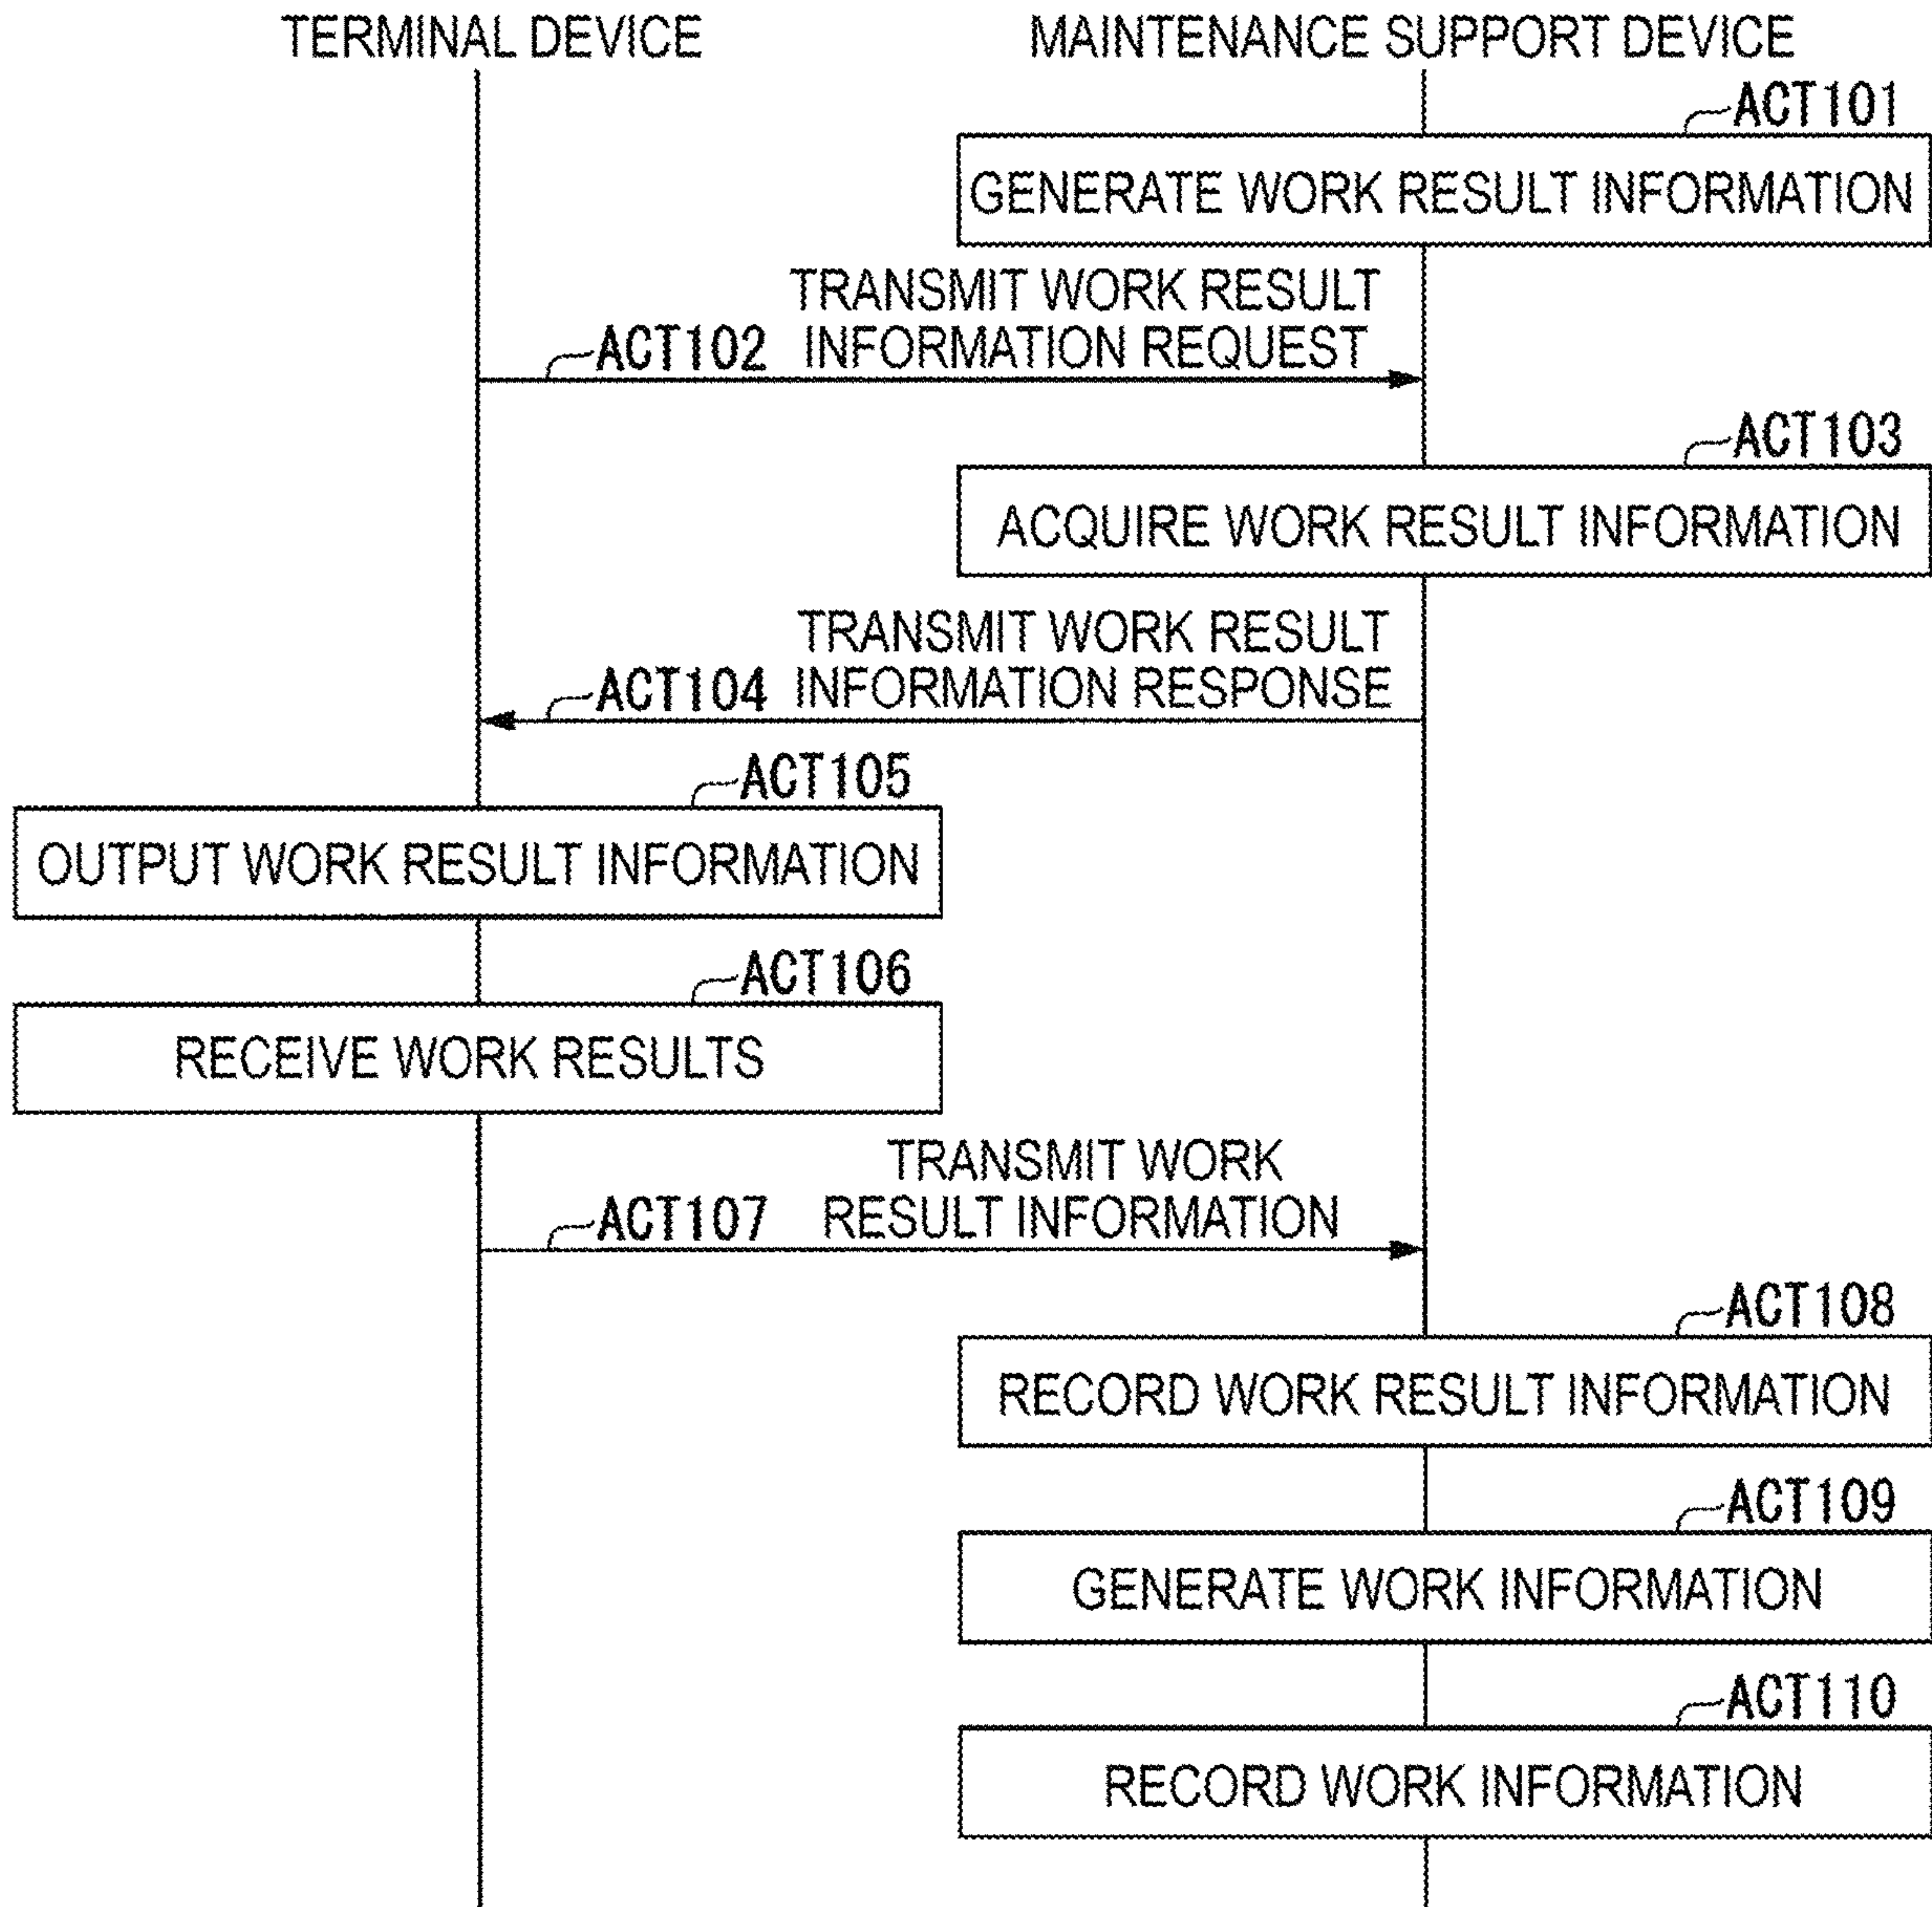 TERMINAL DEVICE
MAINTENANCE SUPPORT DEVICE
ACT101
GENERATE WORK RESULT INFORMATION
TRANSMIT WORK RESULT
INFORMATION REQUEST
ACT102
ACT103
ACQUIRE WORK RESULT INFORMATION
TRANSMIT WORK RESULT
INFORMATION RESPONSE
ACT104
ACT105
OUTPUT WORK RESULT INFORMATION
ACT106
RECEIVE WORK RESULTS
TRANSMIT WORK
RESULT INFORMATION
ACT107
ACT108
RECORD WORK RESULT INFORMATION
ACT109
GENERATE WORK INFORMATION
ACT110
RECORD WORK INFORMATION